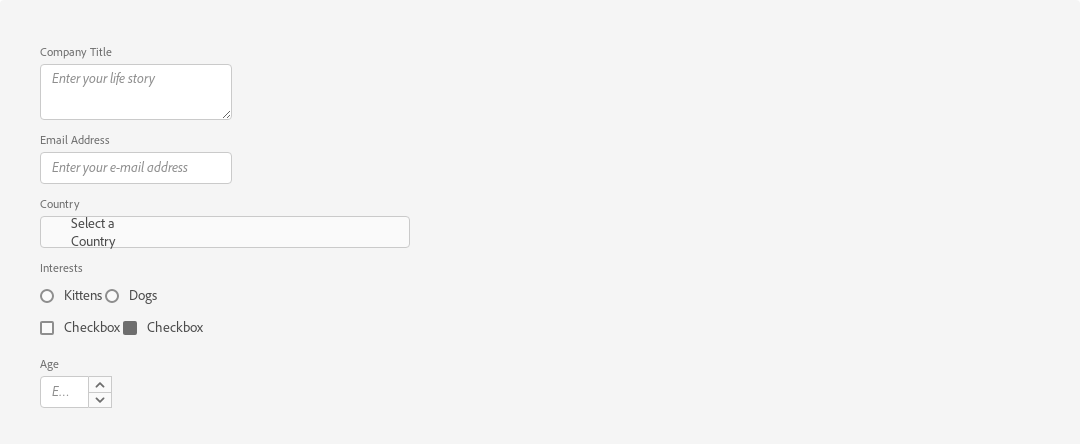 Company Title
Enter your life story
Email Address
Enter your e-mail address
Country
Select a
Country
Interests
Kittens Dogs
Checkbox Checkbox
Age
E...